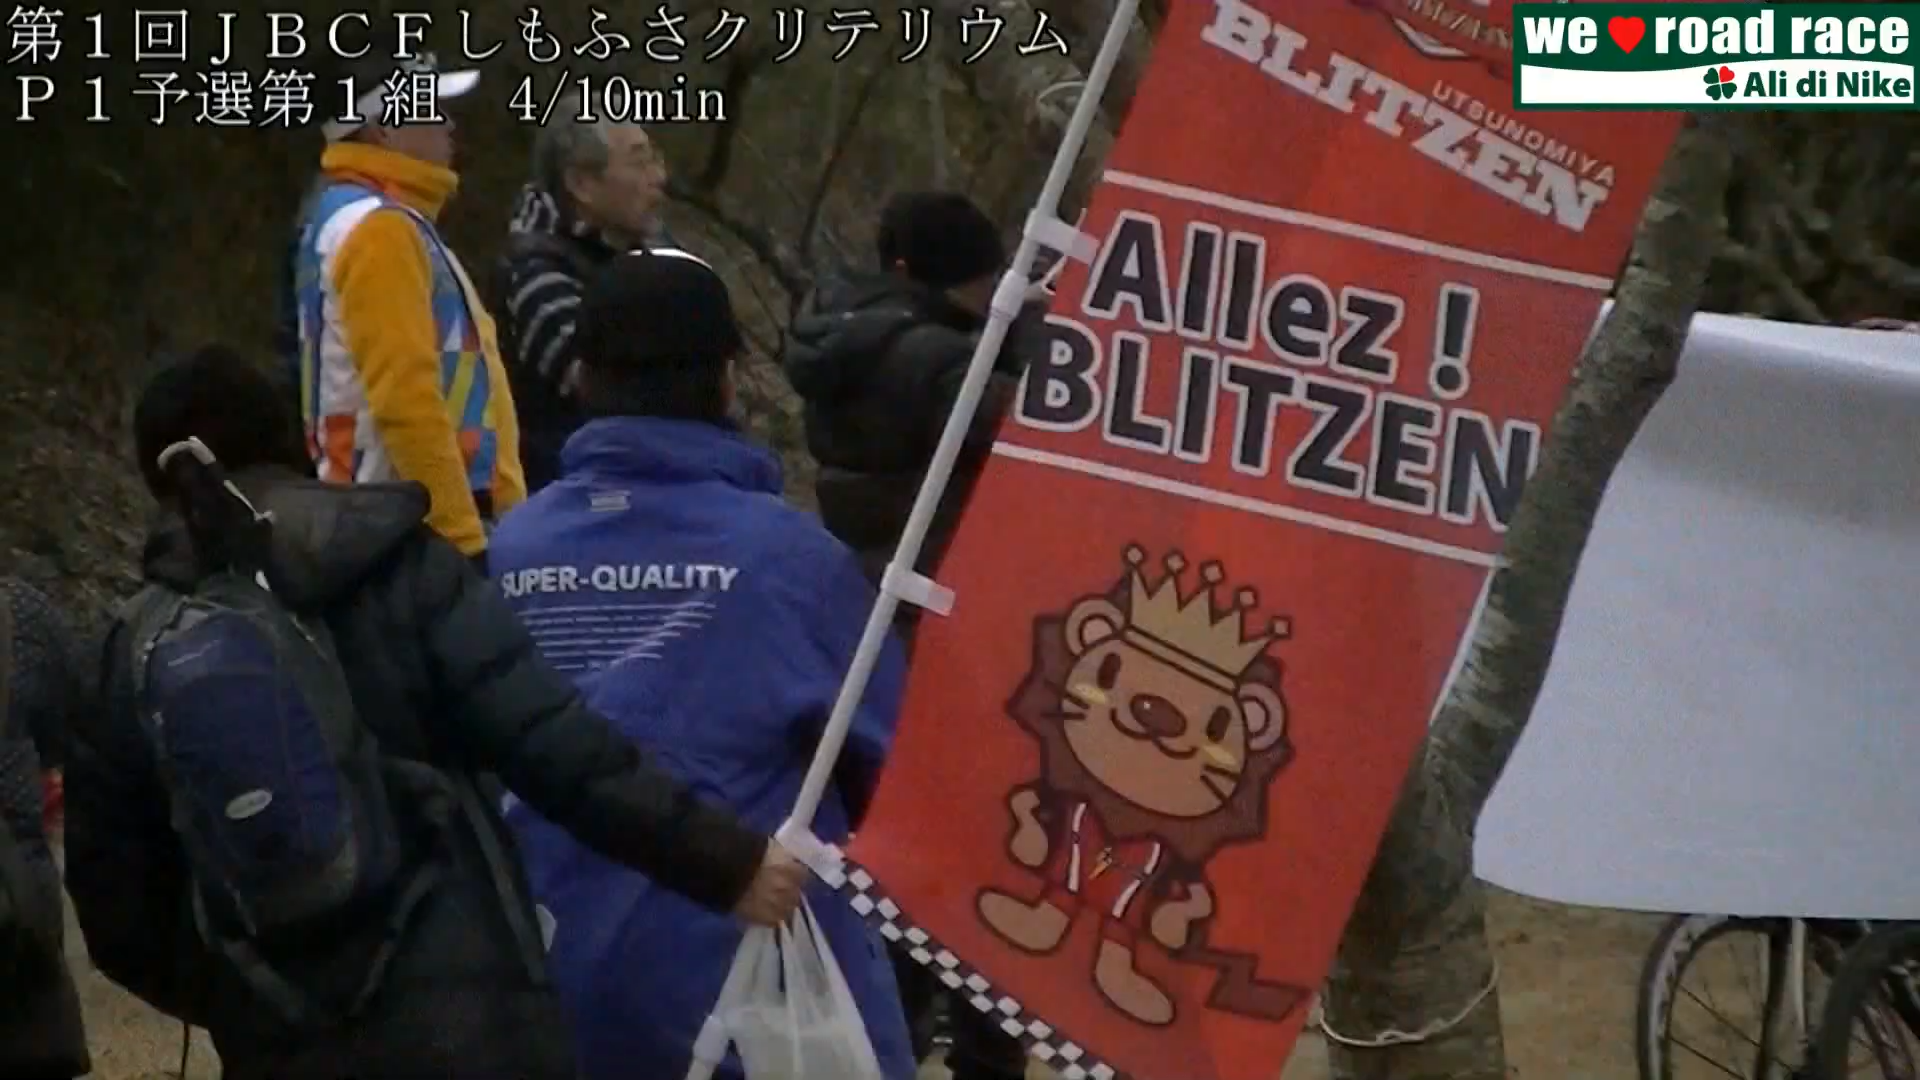 第１回ＪＢＣＦしもふさクリテリウム
Ｐ１予選第１組　4/10min
we♥road race
Ali di Nike
BLITZEN
UTSUNOMIYA
BLITZEN
Allez!
BLITZEN
SUPER-QUALITY